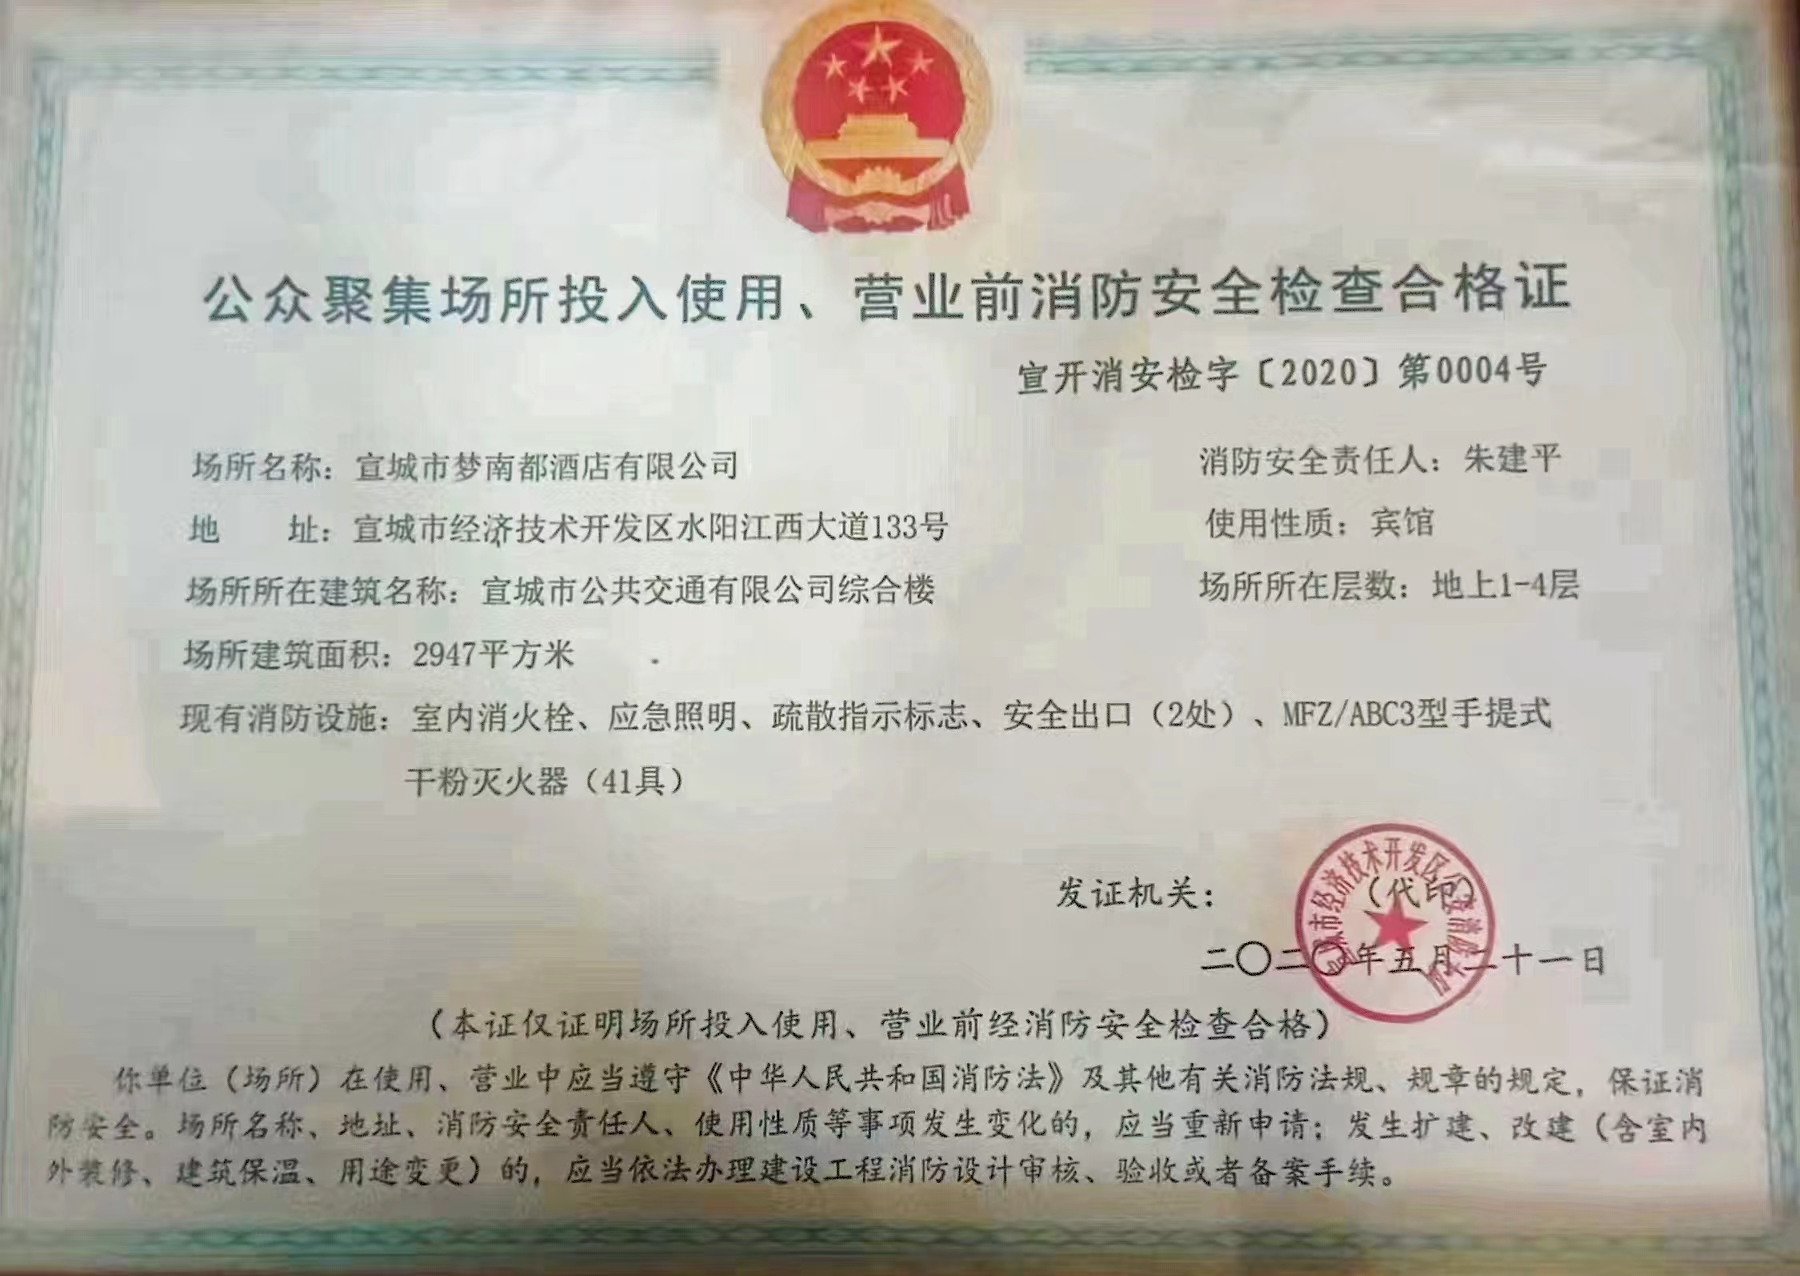 公众聚集场所投入使用、营业前消防安全检查合格证
宣开消安检字〔2020〕第0004号
场所名称：宣城市梦南都酒店有限公司
消防安全责任人：朱建平
地　　址：宣城市经济技术开发区水阳江西大道133号
使用性质：宾馆
场所所在建筑名称：宣城市公共交通有限公司综合楼
场所所在层数：地上1-4层
场所建筑面积：2947平方米
现有消防设施：室内消火栓、应急照明、疏散指示标志、安全出口（2处）、MFZ/ABC3型手提式
干粉灭火器（41具）
发证机关：（代印）
二〇二〇年五月二十一日
（本证仅证明场所投入使用、营业前经消防安全检查合格）
你单位（场所）在使用、营业中应当遵守《中华人民共和国消防法》及其他有关消防法规、规章的规定，保证消
防安全。场所名称、地址、消防安全责任人、使用性质等事项发生变化的，应当重新申请；发生扩建、改建（含室内
外装修、建筑保温、用途变更）的，应当依法办理建设工程消防设计审核、验收或者备案手续。
市经济技术开发区